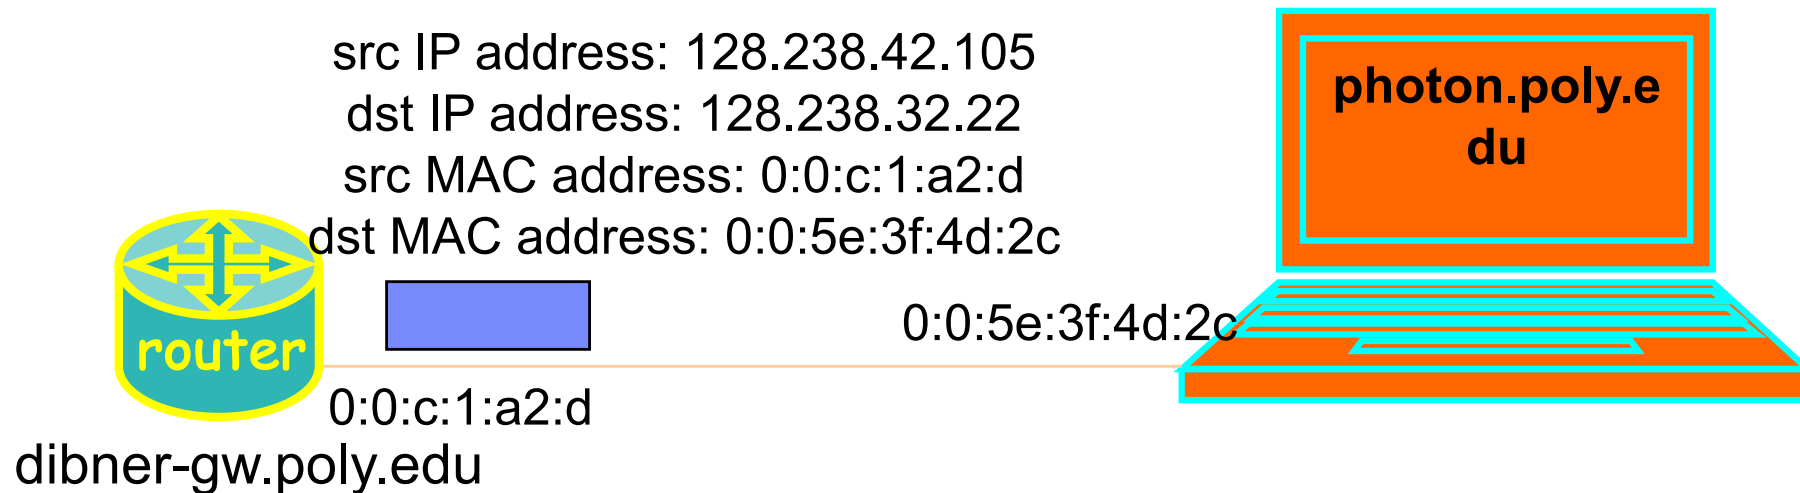 src IP address: 128.238.42.105
dst IP address: 128.238.32.22
src MAC address: 0:0:c:1:a2:d
dst MAC address: 0:0:5e:3f:4d:2c
photon.poly.e
du
0:0:5e:3f:4d:2c
router
0:0:c:1:a2:d
dibner-gw.poly.edu